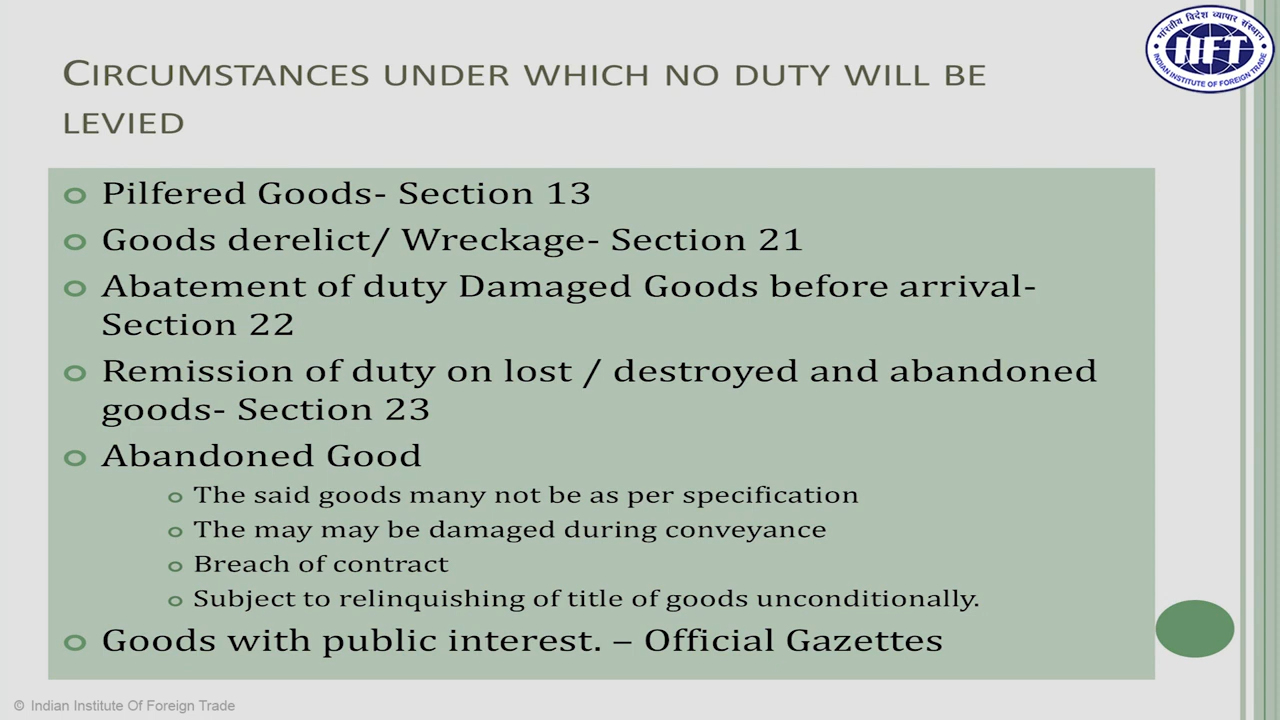 CIRCUMSTANCES UNDER WHICH NO DUTY WILL BE
LEVIED
भारतीय विदेश व्यापार संस्थान
IIFT
INDIAN INSTITUTE OF FOREIGN TRADE
Pilfered Goods- Section 13
Goods derelict/ Wreckage- Section 21
Abatement of duty Damaged Goods before arrival-
Section 22
Remission of duty on lost / destroyed and abandoned
goods- Section 23
Abandoned Good
The said goods many not be as per specification
The may may be damaged during conveyance
Breach of contract
Subject to relinquishing of title of goods unconditionally.
Goods with public interest. – Official Gazettes
© Indian Institute Of Foreign Trade